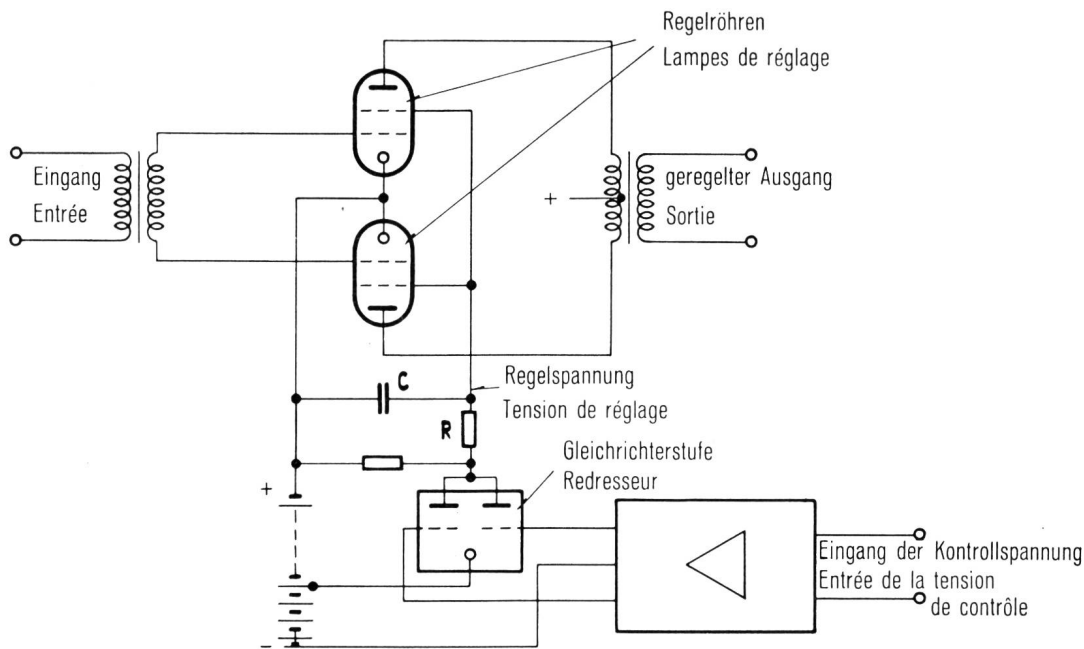 Regelröhren
Lampes de réglage
Eingang
Entrée
+
geregelter Ausgang
Sortie
C
Regelspannung
Tension de réglage
R
Gleichrichterstufe
Redresseur
+
Eingang der Kontrollspannung
Entrée de la tension
de contrôle
-